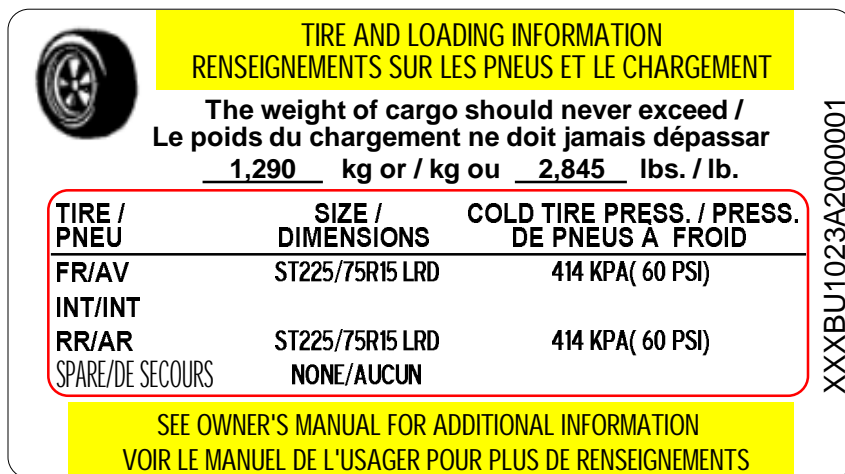 TIRE AND LOADING INFORMATION
RENSEIGNEMENTS SUR LES PNEUS ET LE CHARGEMENT
The weight of cargo should never exceed /
Le poids du chargement ne doit jamais dépassar
1,290 kg or / kg ou 2,845 lbs. / lb.
TIRE / SIZE / COLD TIRE PRESS. / PRESS.
PNEU DIMENSIONS DE PNEUS À FROID
FR/AV ST225/75R15 LRD 414 KPA( 60 PSI)
INT/INT
RR/AR ST225/75R15 LRD 414 KPA( 60 PSI)
SPARE/DE SECOURS NONE/AUCUN
SEE OWNER'S MANUAL FOR ADDITIONAL INFORMATION
VOIR LE MANUEL DE L'USAGER POUR PLUS DE RENSEIGNEMENTS
XXXBU1023A2000001